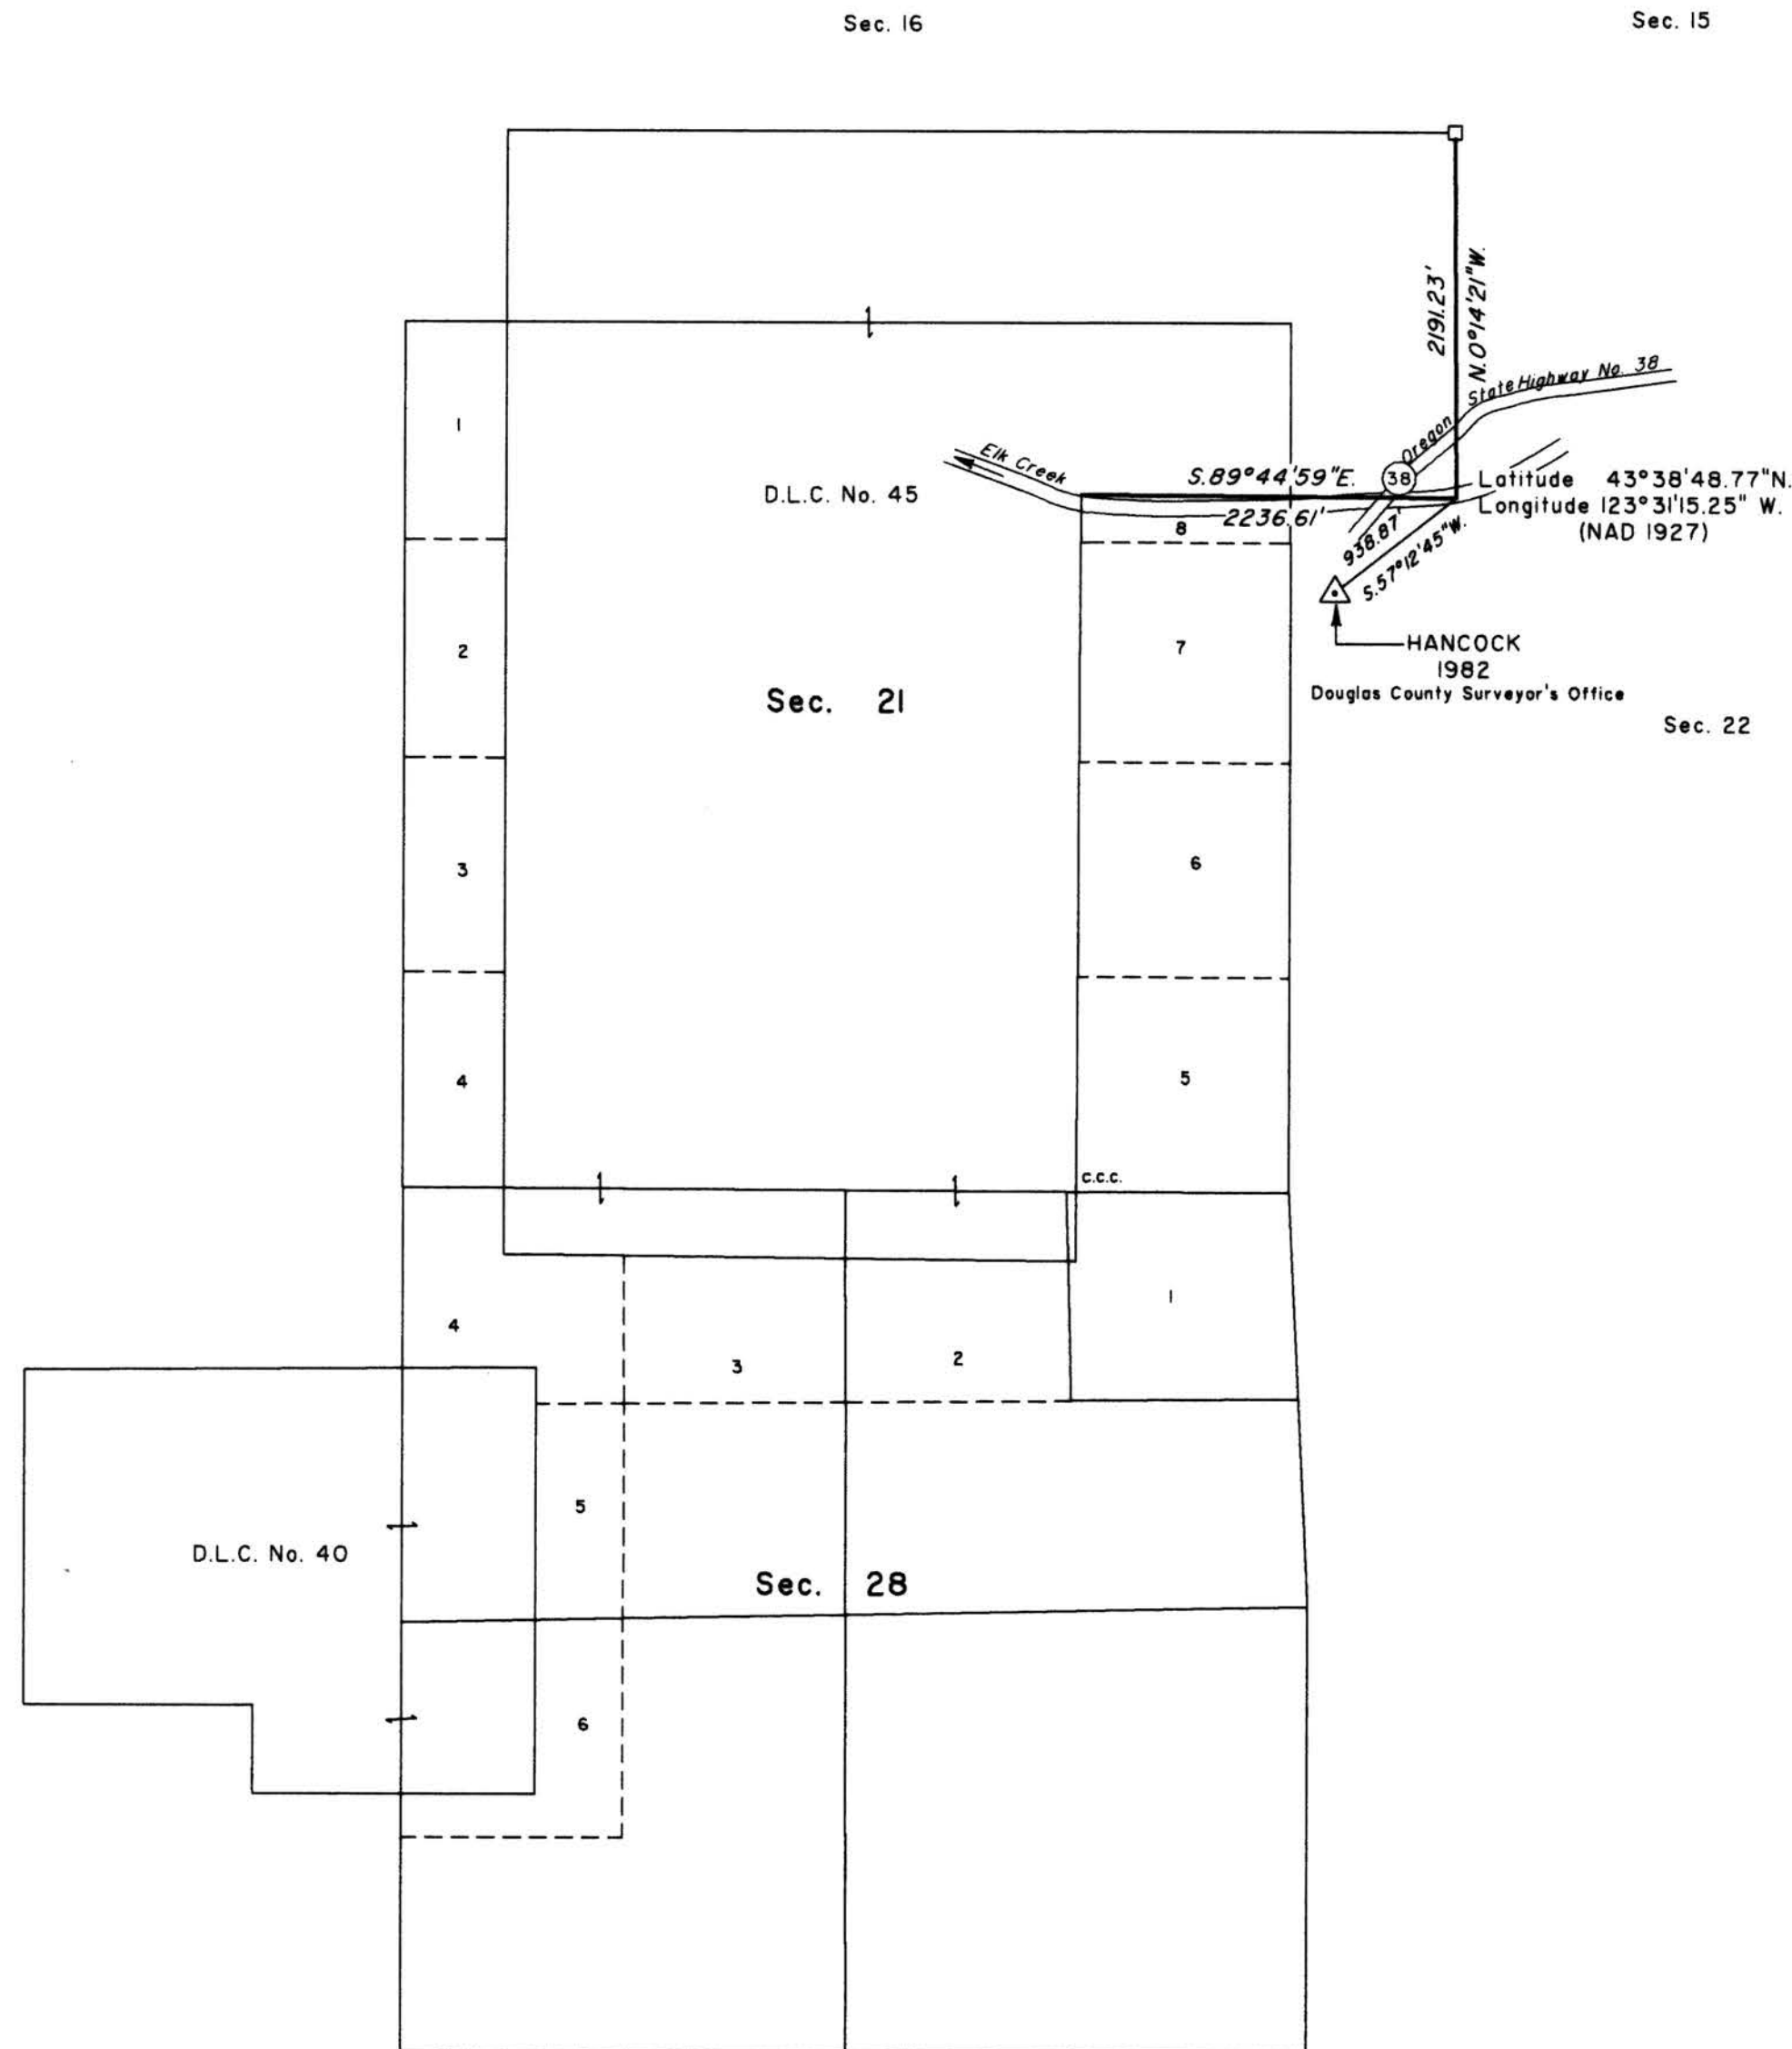 Sec. 16
Sec. 15
2191.23'
N.0°14'21"W.
1
Oregon State Highway No. 38
Elk Creek
S.89°44'59"E.
38
Latitude 43°38'48.77"N.
D.L.C. No. 45
Longitude 123°31'15.25" W.
8
2236.61'
(NAD 1927)
938.87'
S.57°12'45"W.
2
7
HANCOCK
1982
Douglas County Surveyor's Office
Sec. 21
Sec. 22
3
6
4
5
C.C.C.
4
3
2
1
5
D.L.C. No. 40
Sec. 28
6